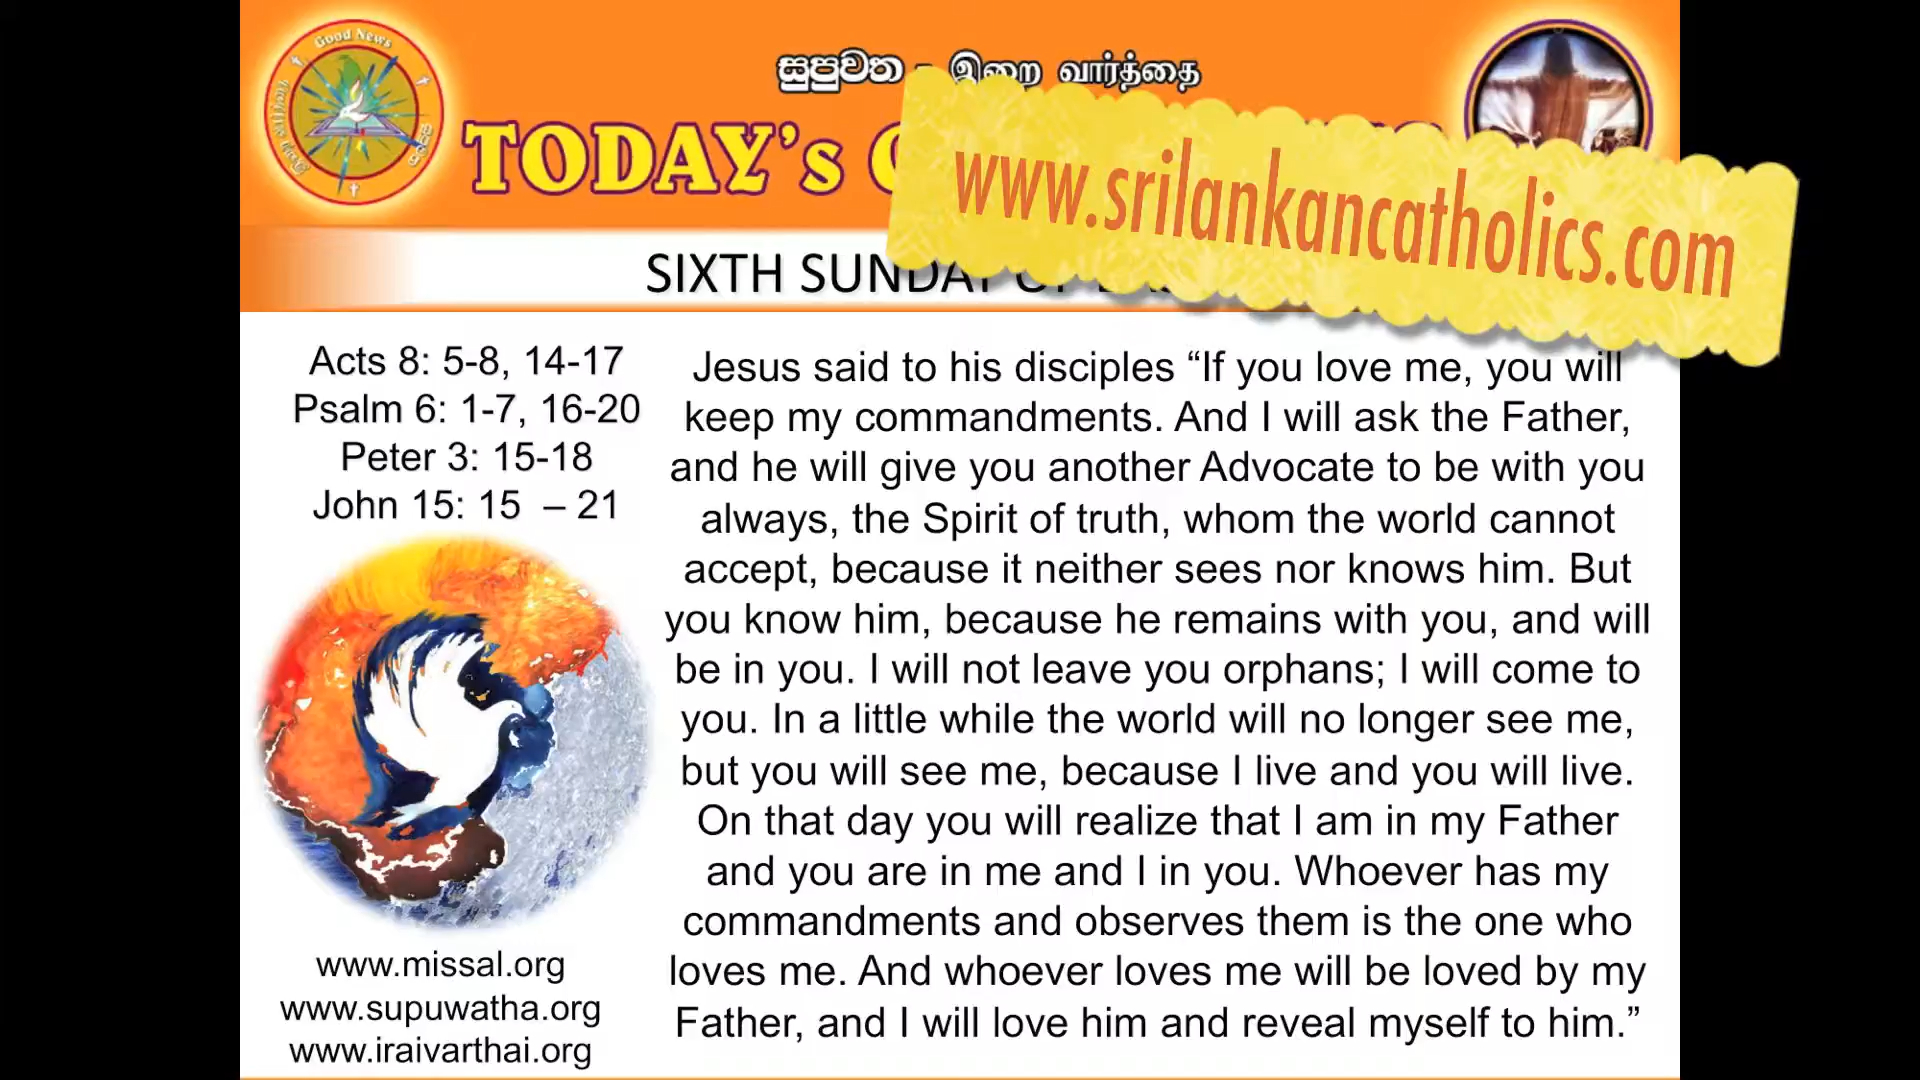 Good News
සුපුවත - இறை வார்த்தை
TODAY's
www.srilankancatholics.com
SIXTH SUNDAY OF
Acts 8: 5-8, 14-17
Psalm 6: 1-7, 16-20
Peter 3: 15-18
John 15: 15 – 21
Jesus said to his disciples “If you love me, you will
keep my commandments. And I will ask the Father,
and he will give you another Advocate to be with you
always, the Spirit of truth, whom the world cannot
accept, because it neither sees nor knows him. But
you know him, because he remains with you, and will
be in you. I will not leave you orphans; I will come to
you. In a little while the world will no longer see me,
but you will see me, because I live and you will live.
On that day you will realize that I am in my Father
and you are in me and I in you. Whoever has my
commandments and observes them is the one who
loves me. And whoever loves me will be loved by my
Father, and I will love him and reveal myself to him.”
www.missal.org
www.supuwatha.org
www.iraivarthai.org